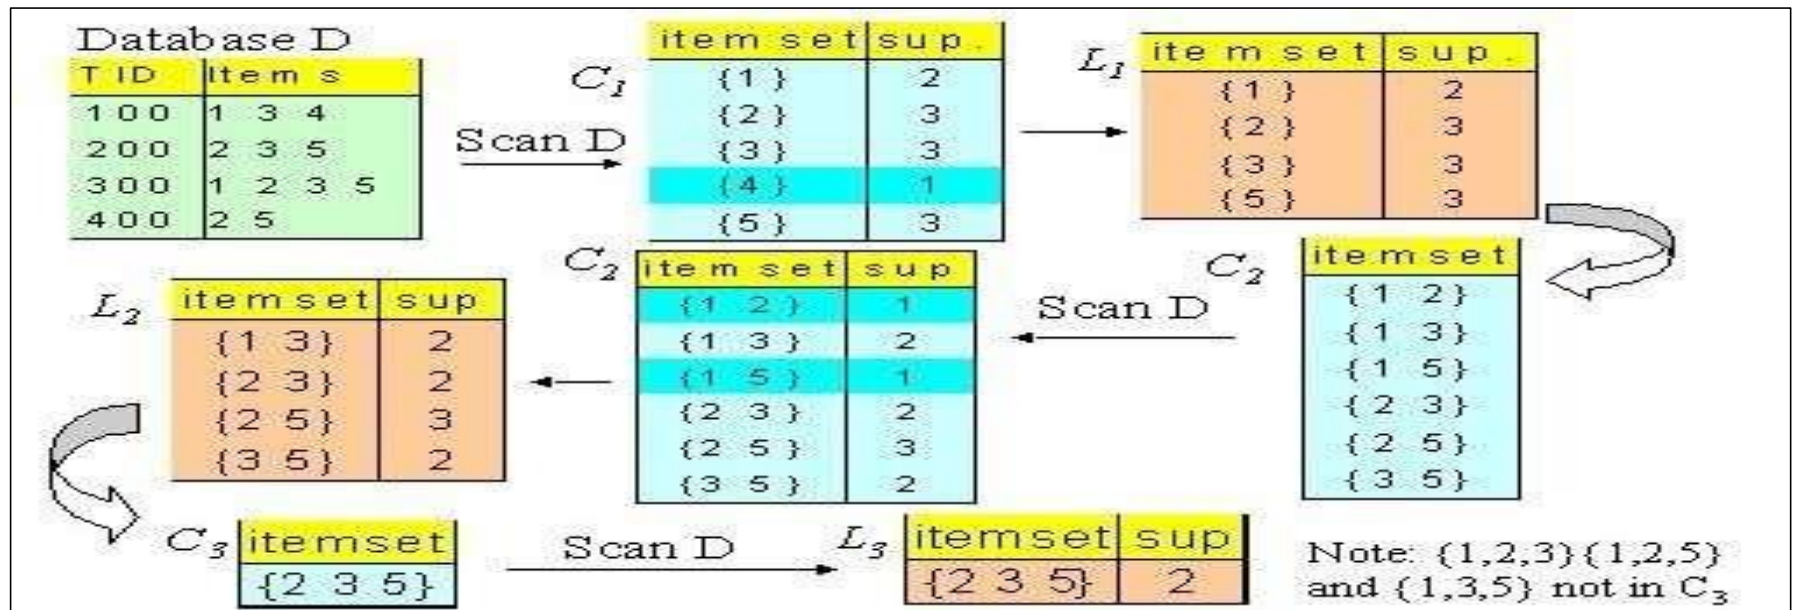 Database D
TID Items
100 1 3 4
200 2 3 5
300 1 2 3 5
400 2 5
Scan D
C1
itemset sup.
{1} 2
{2} 3
{3} 3
{4} 1
{5} 3
L1
itemset sup.
{1} 2
{2} 3
{3} 3
{5} 3
C2
itemset
{1 2}
{1 3}
{1 5}
{2 3}
{2 5}
{3 5}
Scan D
C2
itemset sup
{1 2} 1
{1 3} 2
{1 5} 1
{2 3} 2
{2 5} 3
{3 5} 2
L2
itemset sup
{1 3} 2
{2 3} 2
{2 5} 3
{3 5} 2
C3
itemset
{2 3 5}
Scan D
L3
itemset sup
{2 3 5} 2
Note: {1,2,3}{1,2,5}
and {1,3,5} not in C3